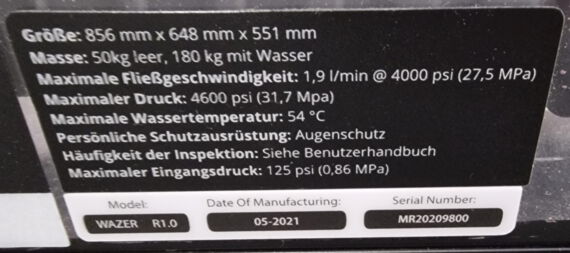 Größe: 856 mm x 648 mm x 551 mm
Masse: 50kg leer, 180 kg mit Wasser
Maximale Fließgeschwindigkeit: 1,9 l/min @ 4000 psi (27,5 MPa)
Maximaler Druck: 4600 psi (31,7 Mpa)
Maximale Wassertemperatur: 54 °C
Persönliche Schutzausrüstung: Augenschutz
Häufigkeit der Inspektion: Siehe Benutzerhandbuch
Maximaler Eingangsdruck: 125 psi (0,86 MPa)
Model: Date Of Manufacturing: Serial Number:
WAZER R1.0 05-2021 MR20209800